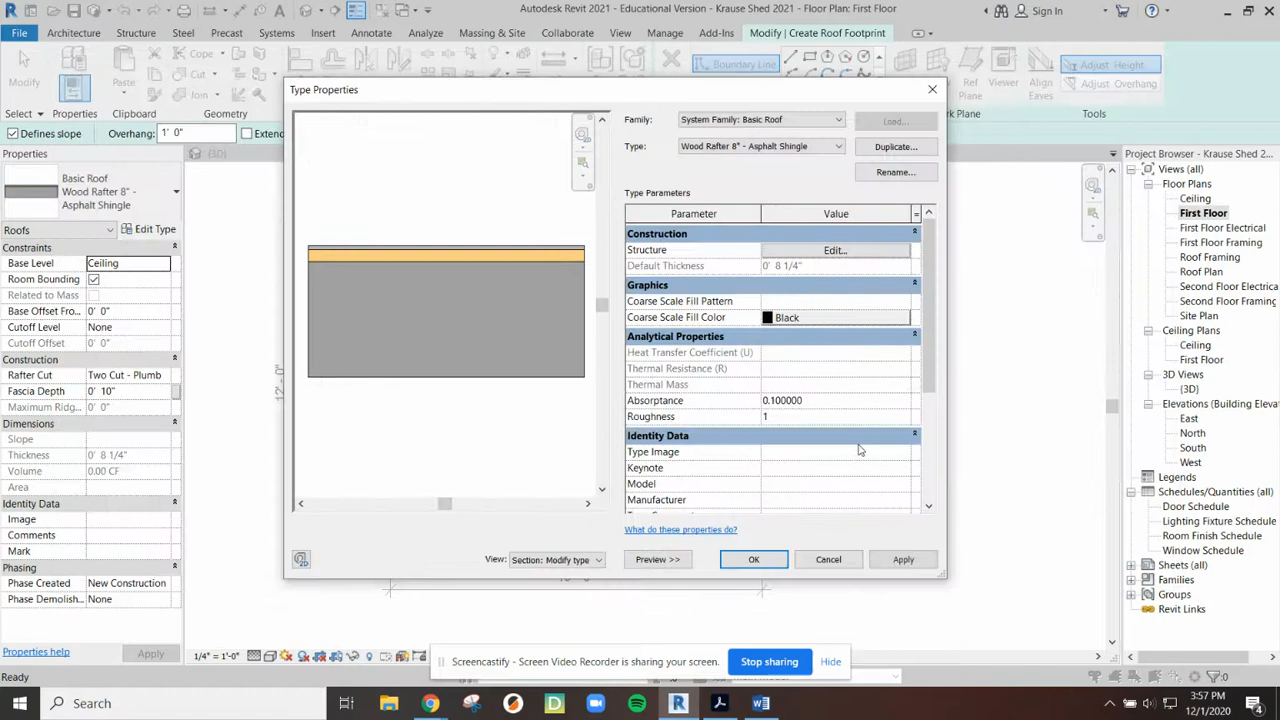 Autodesk Revit 2021 - Educational Version - Krause Shed 2021 - Floor Plan: First Floor
Sign In
File Architecture Structure Steel Precast Systems Insert Annotate Analyze Massing & Site Collaborate View Manage Add-Ins Modify | Create Roof Footprint
Modify
Paste
Cope
Cut
Join
Boundary Line
Ref
Plane
Viewer
Align
Eaves
Adjust Height
Adjust Overhang
Select Properties Clipboard Geometry
Tools
Defines slope Overhang: 1' 0" Extend
Properties
Basic Roof
Wood Rafter 8" -
Asphalt Shingle
Roofs Edit Type
Constraints
Base Level Ceiling
Room Bounding
Related to Mass
Base Offset Fro... 0' 0"
Cutoff Level None
Cutoff Offset 0' 0"
Construction
Rafter Cut Two Cut - Plumb
Fascia Depth 0' 10"
Maximum Ridg...
Dimensions
Slope
Thickness 0' 8 1/4"
Volume 0.00 CF
Area
Identity Data
Image
Comments
Mark
Phasing
Phase Created New Construction
Phase Demolish... None
Properties help Apply
{3D}
Type Properties
Family: System Family: Basic Roof Load...
Type: Wood Rafter 8" - Asphalt Shingle Duplicate...
Rename...
Type Parameters
Parameter Value =
Construction
Structure Edit...
Default Thickness 0' 8 1/4"
Graphics
Coarse Scale Fill Pattern
Coarse Scale Fill Color Black
Analytical Properties
Heat Transfer Coefficient (U)
Thermal Resistance (R)
Thermal Mass
Absorptance 0.100000
Roughness 1
Identity Data
Type Image
Keynote
Model
Manufacturer
What do these properties do?
View: Section: Modify type Preview >> OK Cancel Apply
Project Browser - Krause Shed 2...
Views (all)
Floor Plans
Ceiling
First Floor
First Floor Electrical
First Floor Framing
Roof Framing
Roof Plan
Second Floor Electrica
Second Floor Framing
Site Plan
Ceiling Plans
Ceiling
First Floor
3D Views
{3D}
Elevations (Building Elevat
East
North
South
West
Legends
Schedules/Quantities (all)
Door Schedule
Lighting Fixture Schedule
Room Finish Schedule
Window Schedule
Sheets (all)
Families
Groups
Revit Links
12' - 0"
1/4" = 1'-0"
Screencastify - Screen Video Recorder is sharing your screen. Stop sharing Hide
Ready
:0
Search
3:57 PM
12/1/2020
4